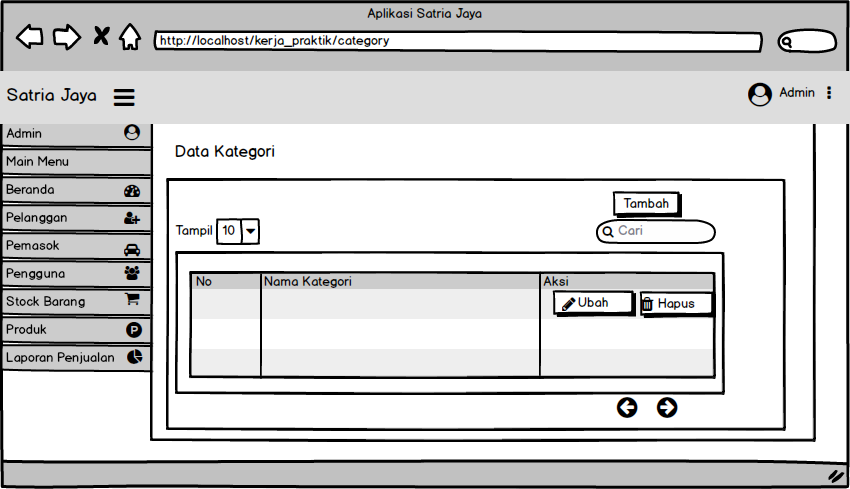 Aplikasi Satria Jaya
http://localhost/kerja_praktik/category
Satria Jaya
Admin
Admin
Main Menu
Beranda
Pelanggan
Pemasok
Pengguna
Stock Barang
Produk
P
Laporan Penjualan
Data Kategori
Tambah
Tampil 10
Cari
No Nama Kategori Aksi
Ubah Hapus